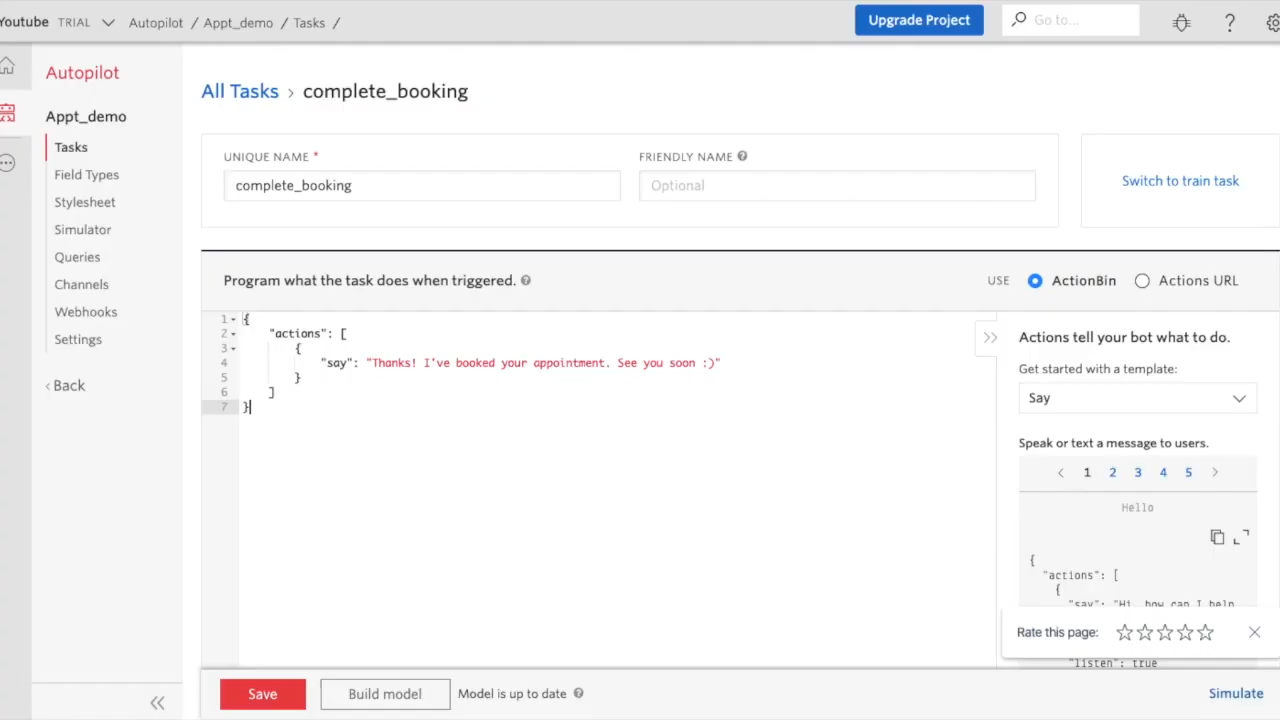 Youtube TRIAL Autopilot / Appt_demo / Tasks / Upgrade Project Go to... ?
Autopilot
Appt_demo
Tasks
Field Types
Stylesheet
Simulator
Queries
Channels
Webhooks
Settings
‹ Back
All Tasks › complete_booking
UNIQUE NAME *
complete_booking
FRIENDLY NAME ?
Optional
Switch to train task
Program what the task does when triggered. ?
USE ActionBin Actions URL
1 {
2 "actions": [
3 {
4 "say": "Thanks! I've booked your appointment. See you soon :)"
5 }
6 ]
7 }
Actions tell your bot what to do.
Get started with a template:
Say
Speak or text a message to users.
< 1 2 3 4 5 >
Hello
{
"actions": [
{
"say": "Hi, how can I help
Rate this page:
"listen": true
Save Build model Model is up to date ? Simulate